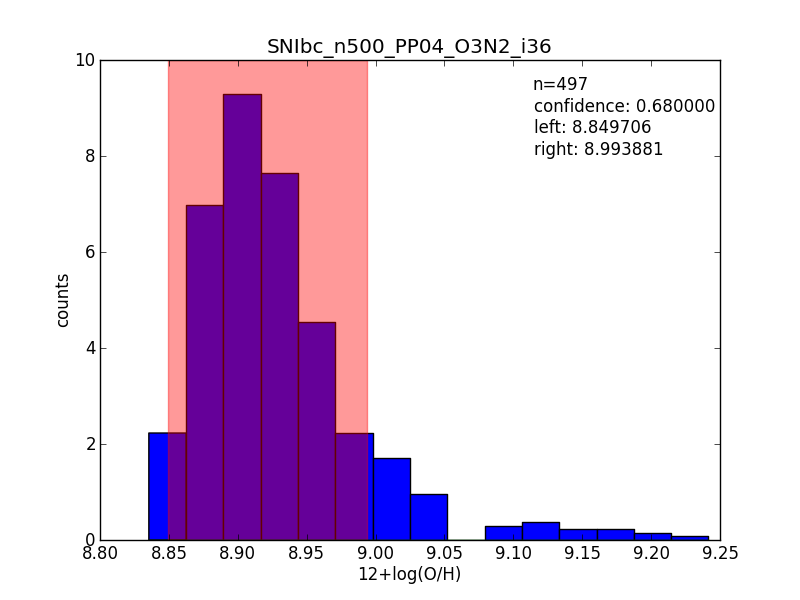 SNIbc_n500_PP04_O3N2_i36
n=497
confidence: 0.680000
left: 8.849706
right: 8.993881
counts
10
8
6
4
2
0
8.80 8.85 8.90 8.95 9.00 9.05 9.10 9.15 9.20 9.25
12+log(O/H)